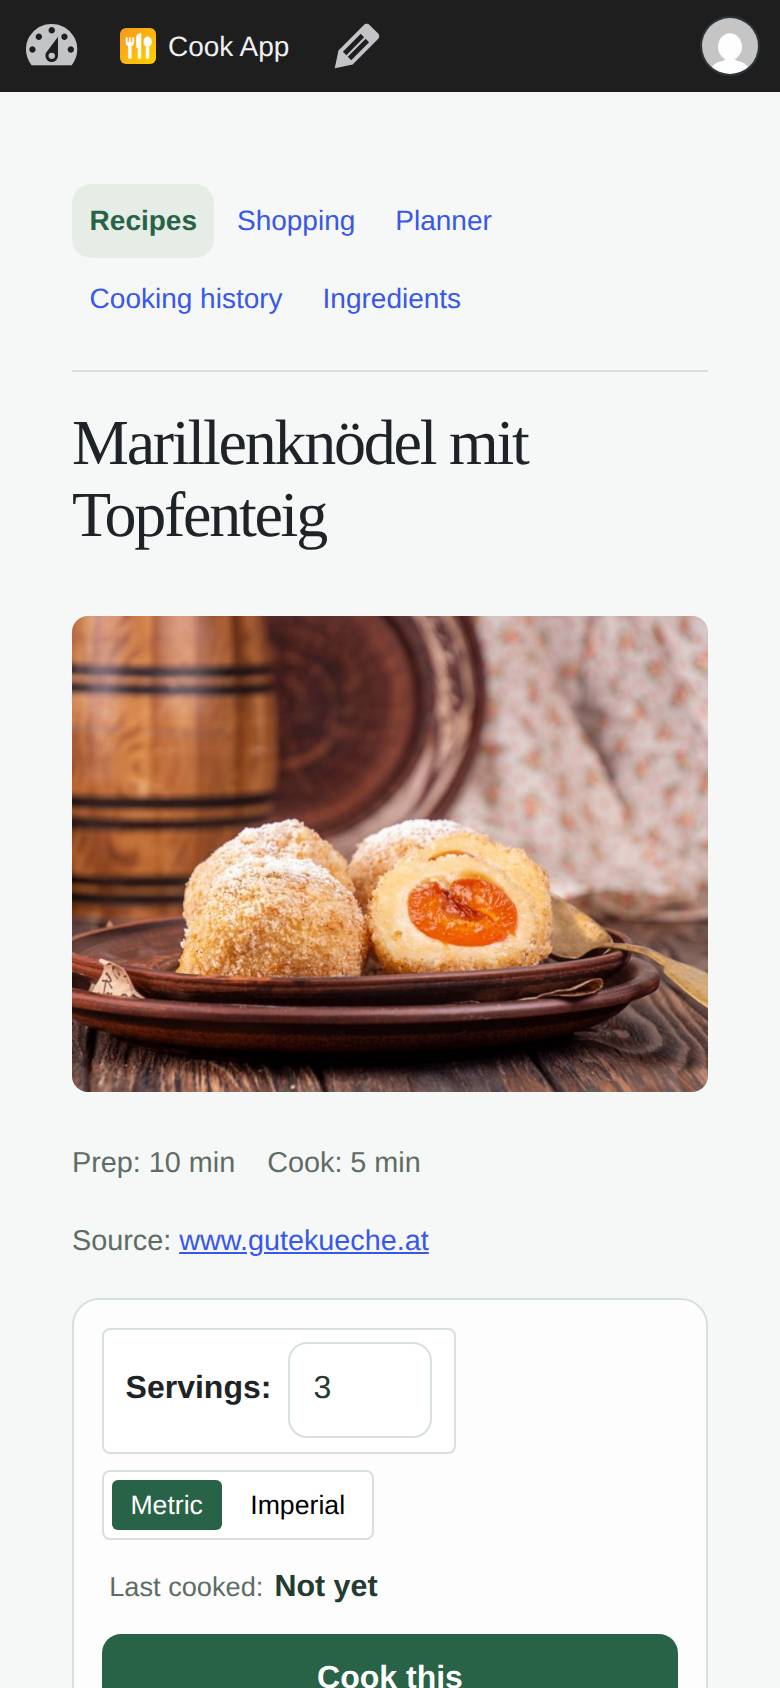 Cook App
Recipes Shopping Planner
Cooking history Ingredients
Marillenknödel mit
Topfenteig
Prep: 10 min Cook: 5 min
Source: www.gutekueche.at
Servings: 3
Metric Imperial
Last cooked: Not yet
Cook this